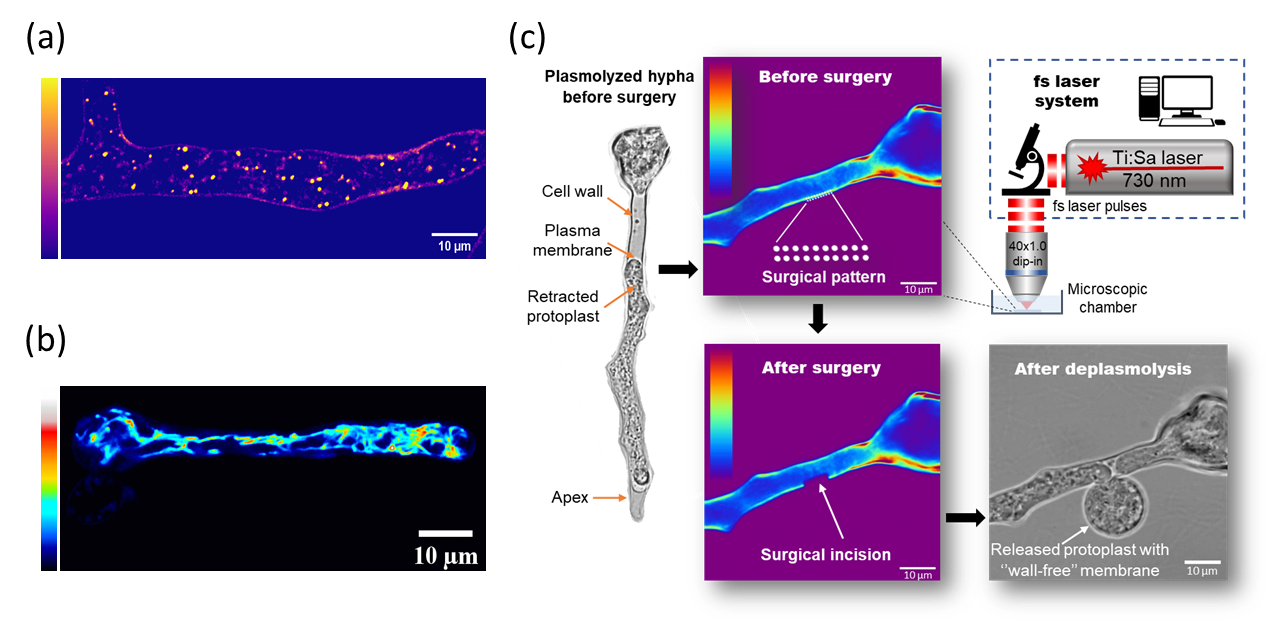 (a)
10 µm
(b)
10 µm
(c)
Plasmolyzed hypha
before surgery
Cell wall
Plasma
membrane
Retracted
protoplast
Apex
Before surgery
Surgical pattern
10 µm
fs laser
system
Ti:Sa laser
730 nm
fs laser pulses
40x1.0
dip-in
Microscopic
chamber
After surgery
Surgical incision
10 µm
After deplasmolysis
Released protoplast with
‘’wall-free’’ membrane
10 µm